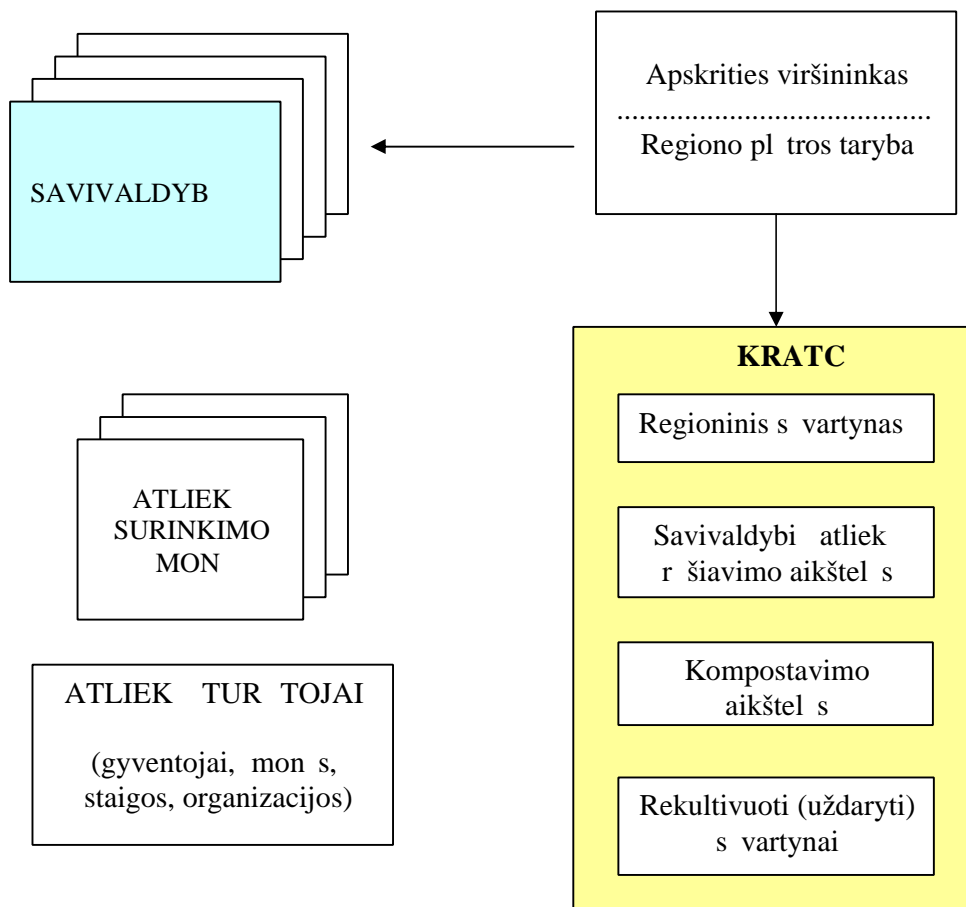 Apskrities viršininkas
Regiono pl tros taryba
SAVIVALDYB
KRATC
Regioninis s vartynas
Savivaldybi atliek
r šiavimo aikštel s
Kompostavimo
aikštel s
Rekultivuoti (uždaryti)
s vartynai
ATLIEK
SURINKIMO
MON
ATLIEK TUR TOJAI
(gyventojai, mon s,
staigos, organizacijos)